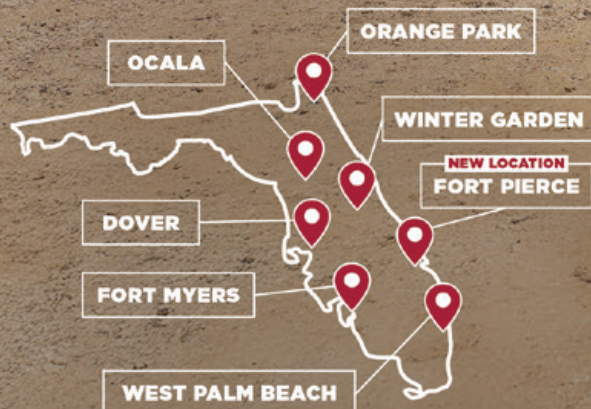 ORANGE PARK
OCALA
WINTER GARDEN
NEW LOCATION
FORT PIERCE
DOVER
FORT MYERS
WEST PALM BEACH